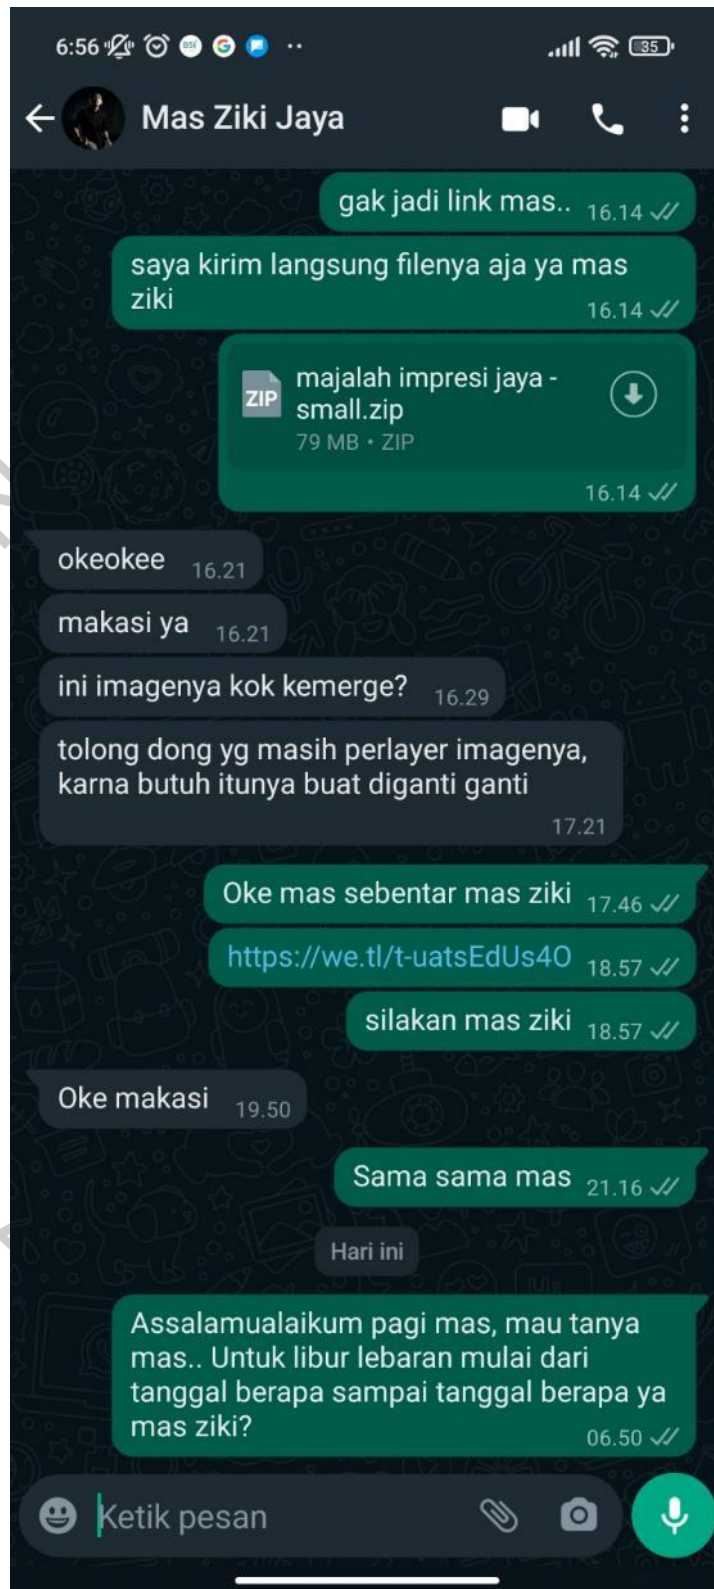 6:56
BSI
G
35
Mas Ziki Jaya
gak jadi link mas.. 16.14
saya kirim langsung filenya aja ya mas
ziki
16.14
ZIP
majalah impresi jaya -
small.zip
79 MB • ZIP
16.14
okeokee 16.21
makasi ya 16.21
ini imagenya kok kemerge? 16.29
tolong dong yg masih perlayer imagenya,
karna butuh itunya buat diganti ganti
17.21
Oke mas sebentar mas ziki 17.46
https://we.tl/t-uatsEdUs4O 18.57
silakan mas ziki 18.57
Oke makasi 19.50
Sama sama mas 21.16
Hari ini
Assalamualaikum pagi mas, mau tanya
mas.. Untuk libur lebaran mulai dari
tanggal berapa sampai tanggal berapa ya
mas ziki?
06.50
Ketik pesan